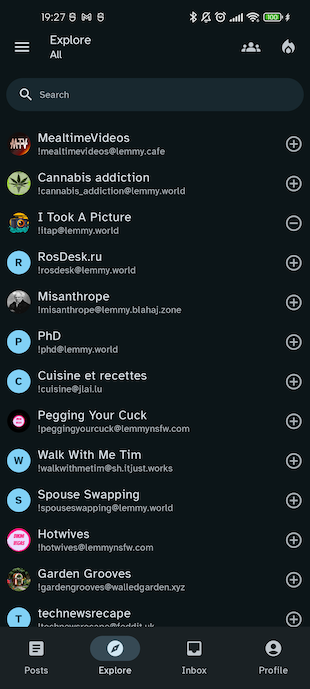 19:27
100
Explore
All
Search
MealtimeVideos
!mealtimevideos@lemmy.cafe
Cannabis addiction
!cannabis_addiction@lemmy.world
I Took A Picture
!itap@lemmy.world
R
RosDesk.ru
!rosdesk@lemmy.world
Misanthrope
!misanthrope@lemmy.blahaj.zone
P
PhD
!phd@lemmy.world
C
Cuisine et recettes
!cuisine@jlai.lu
Pegging Your Cuck
!peggingyourcuck@lemmynsfw.com
W
Walk With Me Tim
!walkwithmetim@sh.itjust.works
S
Spouse Swapping
!spouseswapping@lemmy.world
Hotwives
!hotwives@lemmynsfw.com
Garden Grooves
!gardengrooves@walledgarden.xyz
T
technewsrecape
!technewsrecape@feddit.uk
Posts
Explore
Inbox
Profile